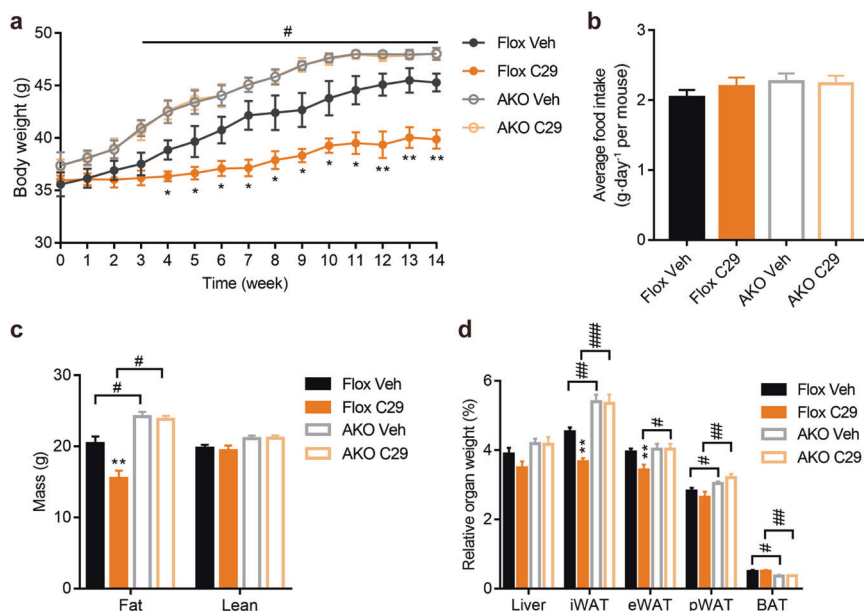 a
#
Body weight (g)
50
45
40
35
30
* * * * * * * * ** ** **
0 1 2 3 4 5 6 7 8 9 10 11 12 13 14
Time (week)
Flox Veh
Flox C29
AKO Veh
AKO C29
b
Average food intake
(g·day⁻¹ per mouse)
3
2
1
0
Flox Veh
Flox C29
AKO Veh
AKO C29
c
Mass (g)
30
20
10
0
#
#
**
Fat Lean
Flox Veh
Flox C29
AKO Veh
AKO C29
d
Relative organ weight (%)
6
4
2
0
###
##
**
#
**
##
#
##
#
Liver iWAT eWAT pWAT BAT
Flox Veh
Flox C29
AKO Veh
AKO C29